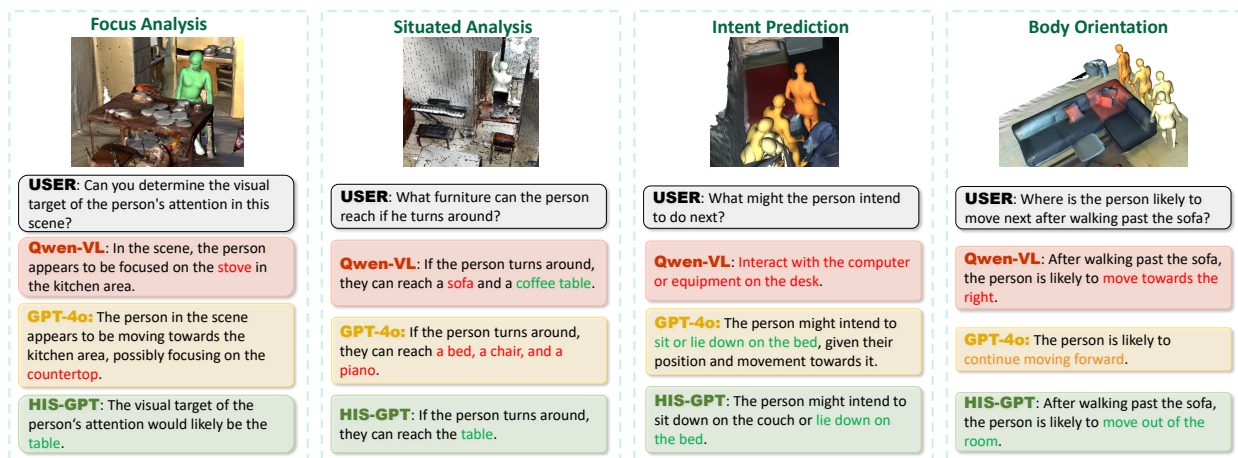 Focus Analysis
USER: Can you determine the visual
target of the person's attention in this
scene?
Qwen-VL: In the scene, the person
appears to be focused on the stove in
the kitchen area.
GPT-4o: The person in the scene
appears to be moving towards the
kitchen area, possibly focusing on the
countertop.
HIS-GPT: The visual target of the
person's attention would likely be the
table.
Situated Analysis
USER: What furniture can the person
reach if he turns around?
Qwen-VL: If the person turns around,
they can reach a sofa and a coffee table.
GPT-4o: If the person turns around,
they can reach a bed, a chair, and a
piano.
HIS-GPT: If the person turns around,
they can reach the table.
Intent Prediction
USER: What might the person intend
to do next?
Qwen-VL: Interact with the computer
or equipment on the desk.
GPT-4o: The person might intend to
sit or lie down on the bed, given their
position and movement towards it.
HIS-GPT: The person might intend to
sit down on the couch or lie down on
the bed.
Body Orientation
USER: Where is the person likely to
move next after walking past the sofa?
Qwen-VL: After walking past the sofa,
the person is likely to move towards the
right.
GPT-4o: The person is likely to
continue moving forward.
HIS-GPT: After walking past the sofa,
the person is likely to move out of the
room.